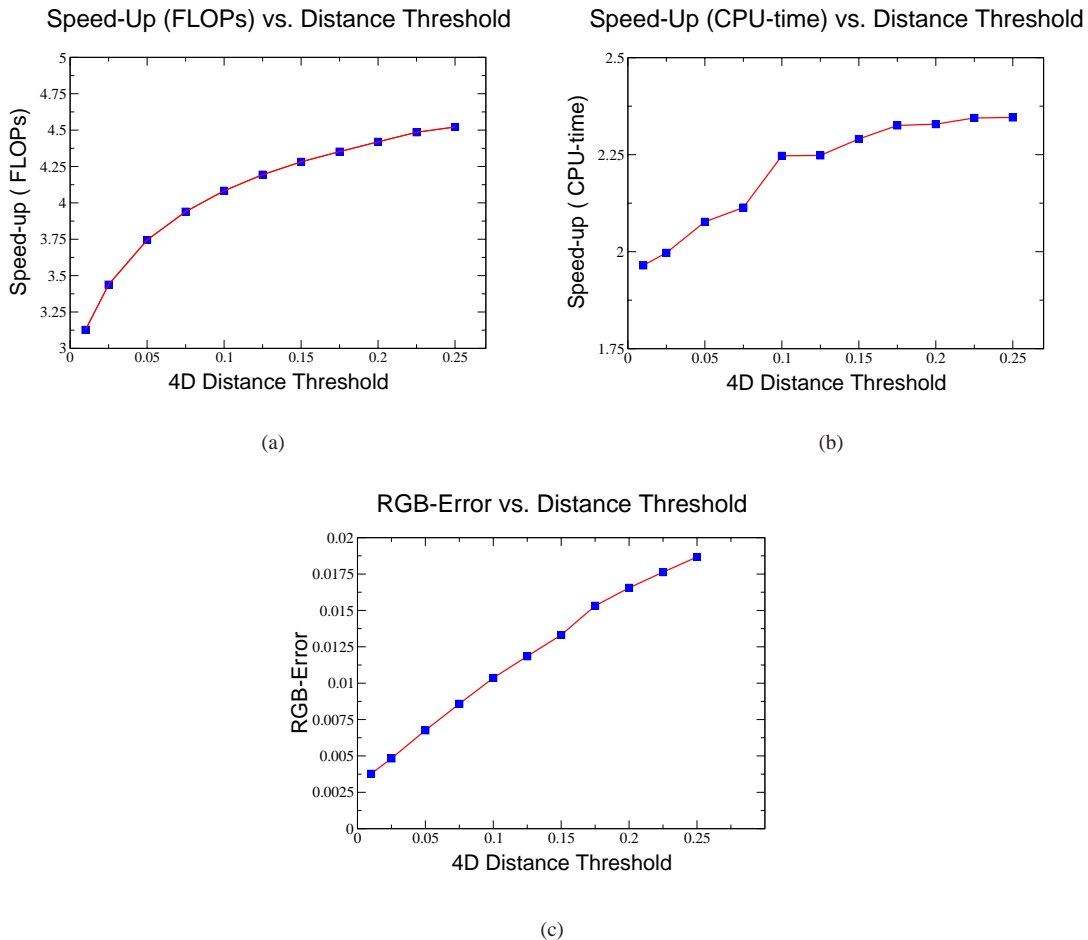 Speed-Up (FLOPs) vs. Distance Threshold
5
4.75
4.5
4.25
4
3.75
3.5
3.25
3
Speed-up ( FLOPs)
0 0.05 0.1 0.15 0.2 0.25
4D Distance Threshold
(a)
Speed-Up (CPU-time) vs. Distance Threshold
2.5
2.25
2
1.75
Speed-up ( CPU-time)
0 0.05 0.1 0.15 0.2 0.25
4D Distance Threshold
(b)
RGB-Error vs. Distance Threshold
0.02
0.0175
0.015
0.0125
0.01
0.0075
0.005
0.0025
0
RGB-Error
0 0.05 0.1 0.15 0.2 0.25
4D Distance Threshold
(c)